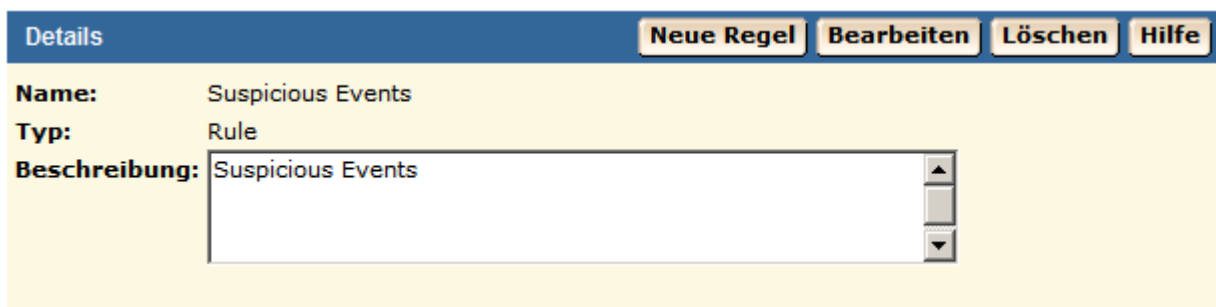 Details Neue Regel Bearbeiten Löschen Hilfe
Name: Suspicious Events
Typ: Rule
Beschreibung: Suspicious Events